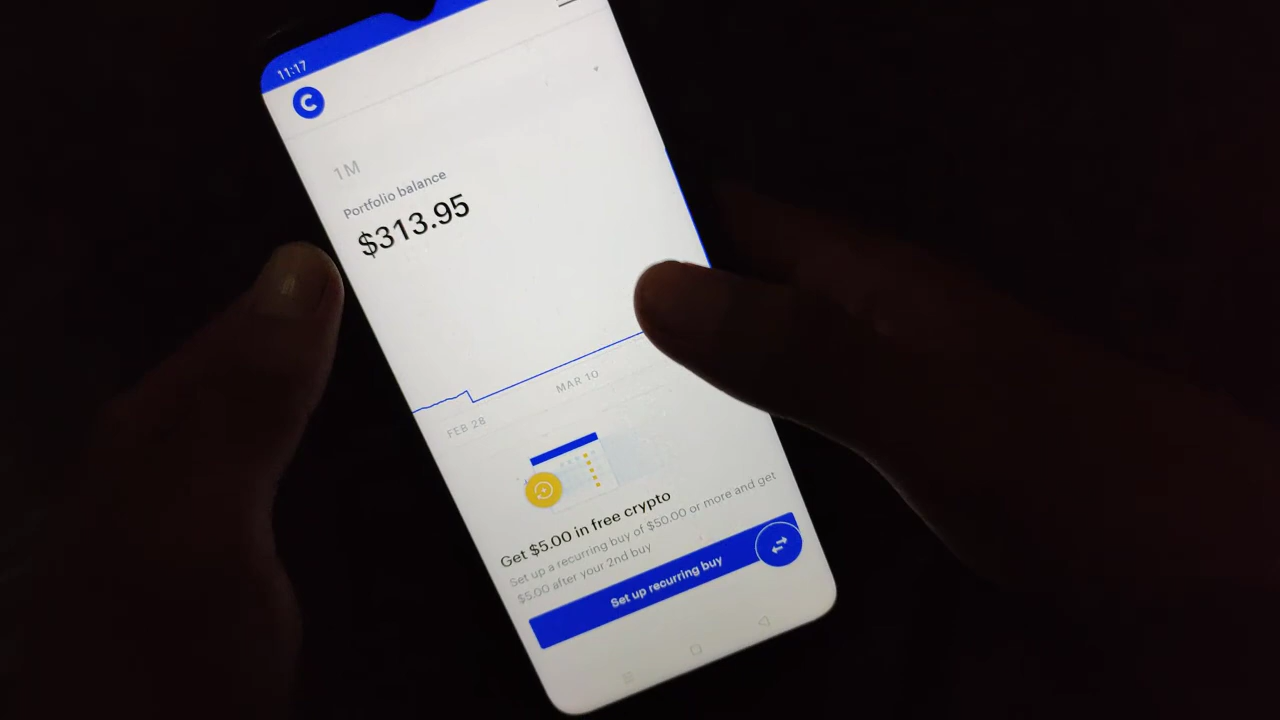 11:17
1M
Portfolio balance
$313.95
MAR 10
FEB 28
Get $5.00 in free crypto
Set up a recurring buy of $50.00 or more and get
$5.00 after your 2nd buy
Set up recurring buy